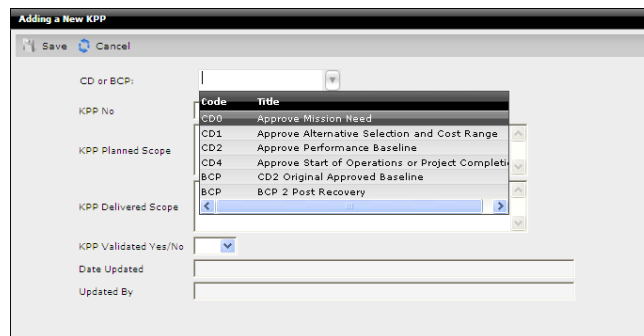 Adding a New KPP
Save Cancel
CD or BCP:
Code Title
KPP No
CD0 Approve Mission Need
CD1 Approve Alternative Selection and Cost Range
KPP Planned Scope
CD2 Approve Performance Baseline
CD4 Approve Start of Operations or Project Completi
BCP CD2 Original Approved Baseline
BCP BCP 2 Post Recovery
KPP Delivered Scope
KPP Validated Yes/No
Date Updated
Updated By